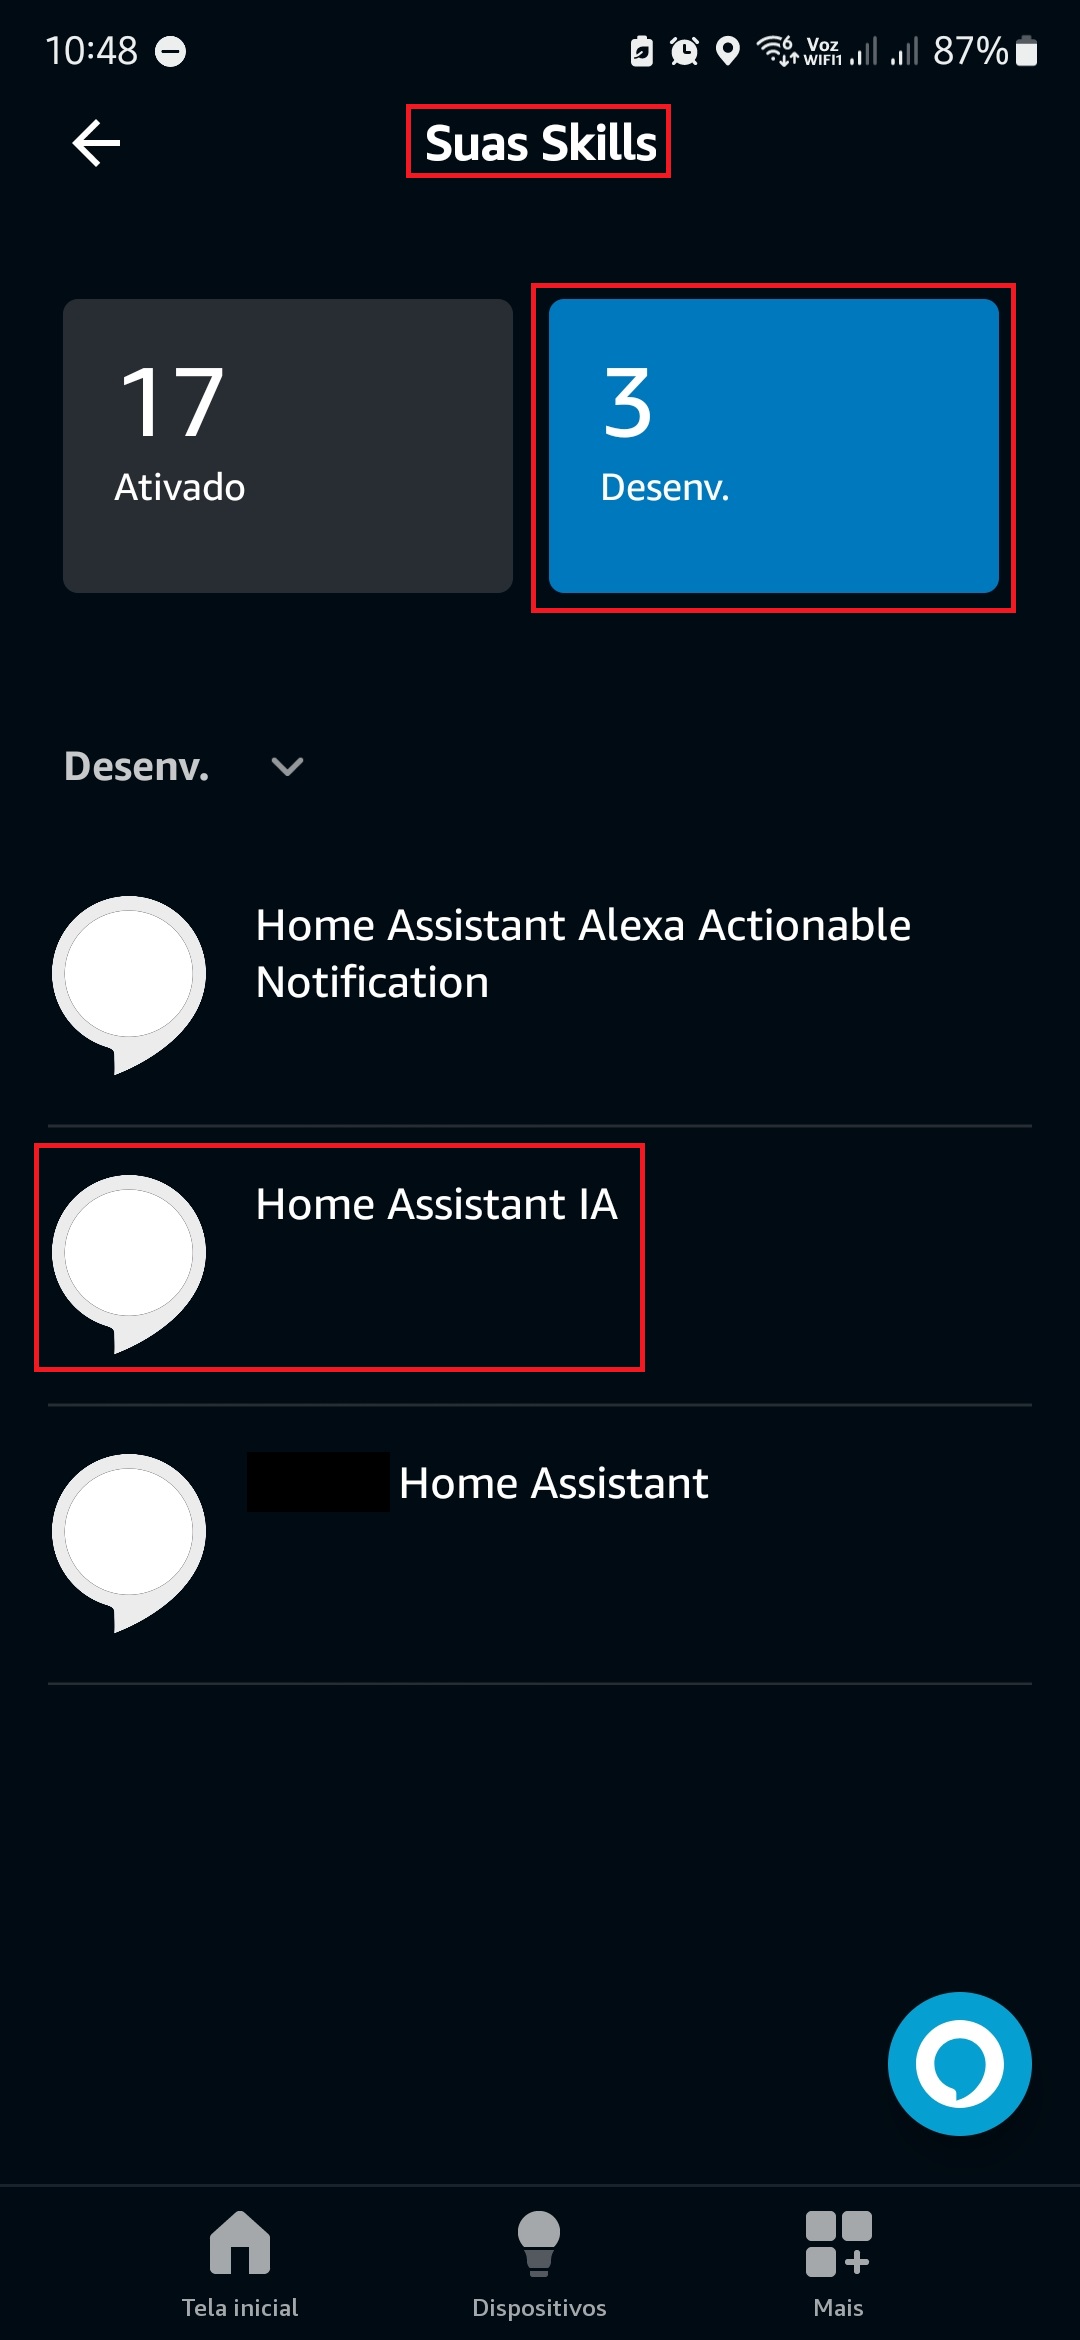 10:48
Voz
WIFI1
87%
Suas Skills
17
Ativado
3
Desenv.
Desenv.
Home Assistant Alexa Actionable
Notification
Home Assistant IA
Home Assistant
Tela inicial
Dispositivos
Mais